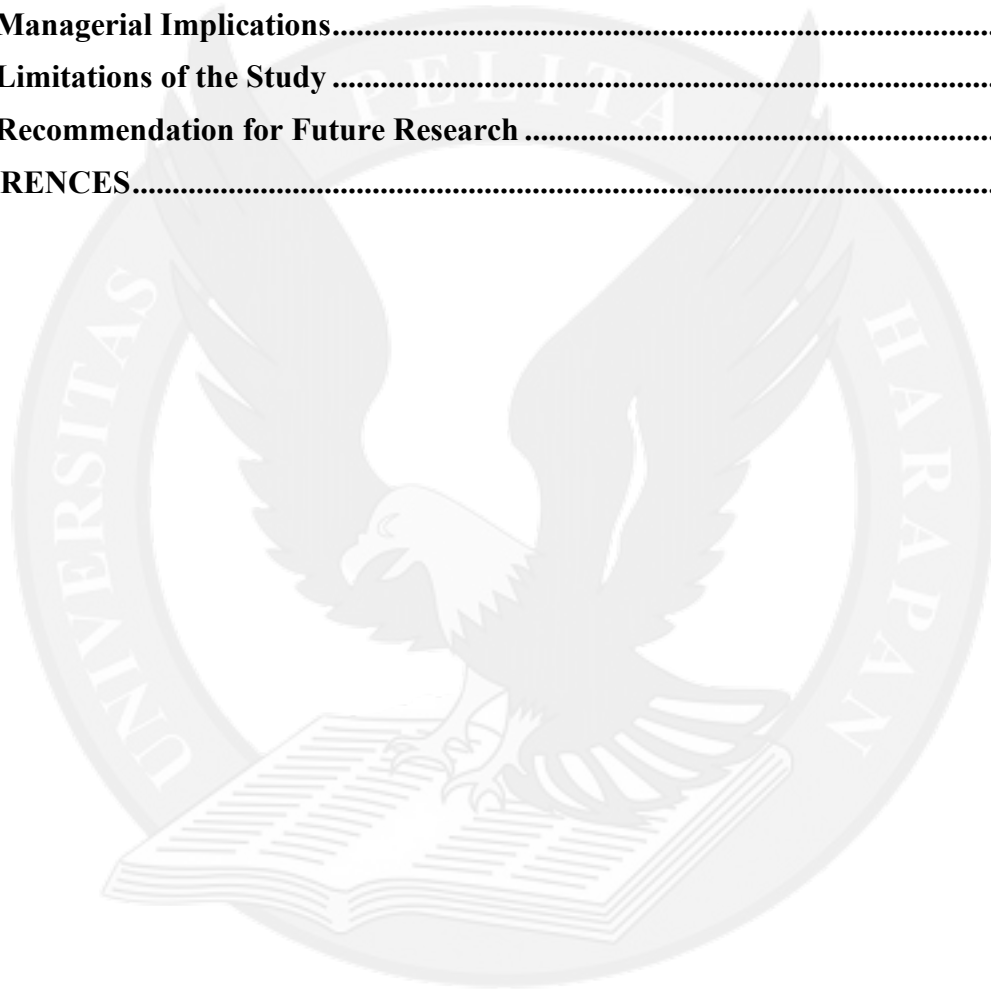 Managerial Implications..........................................................................................
Limitations of the Study ..........................................................................................
Recommendation for Future Research ..................................................................
RENCES....................................................................................................................
UNIVERSITAS PELITA HARAPAN